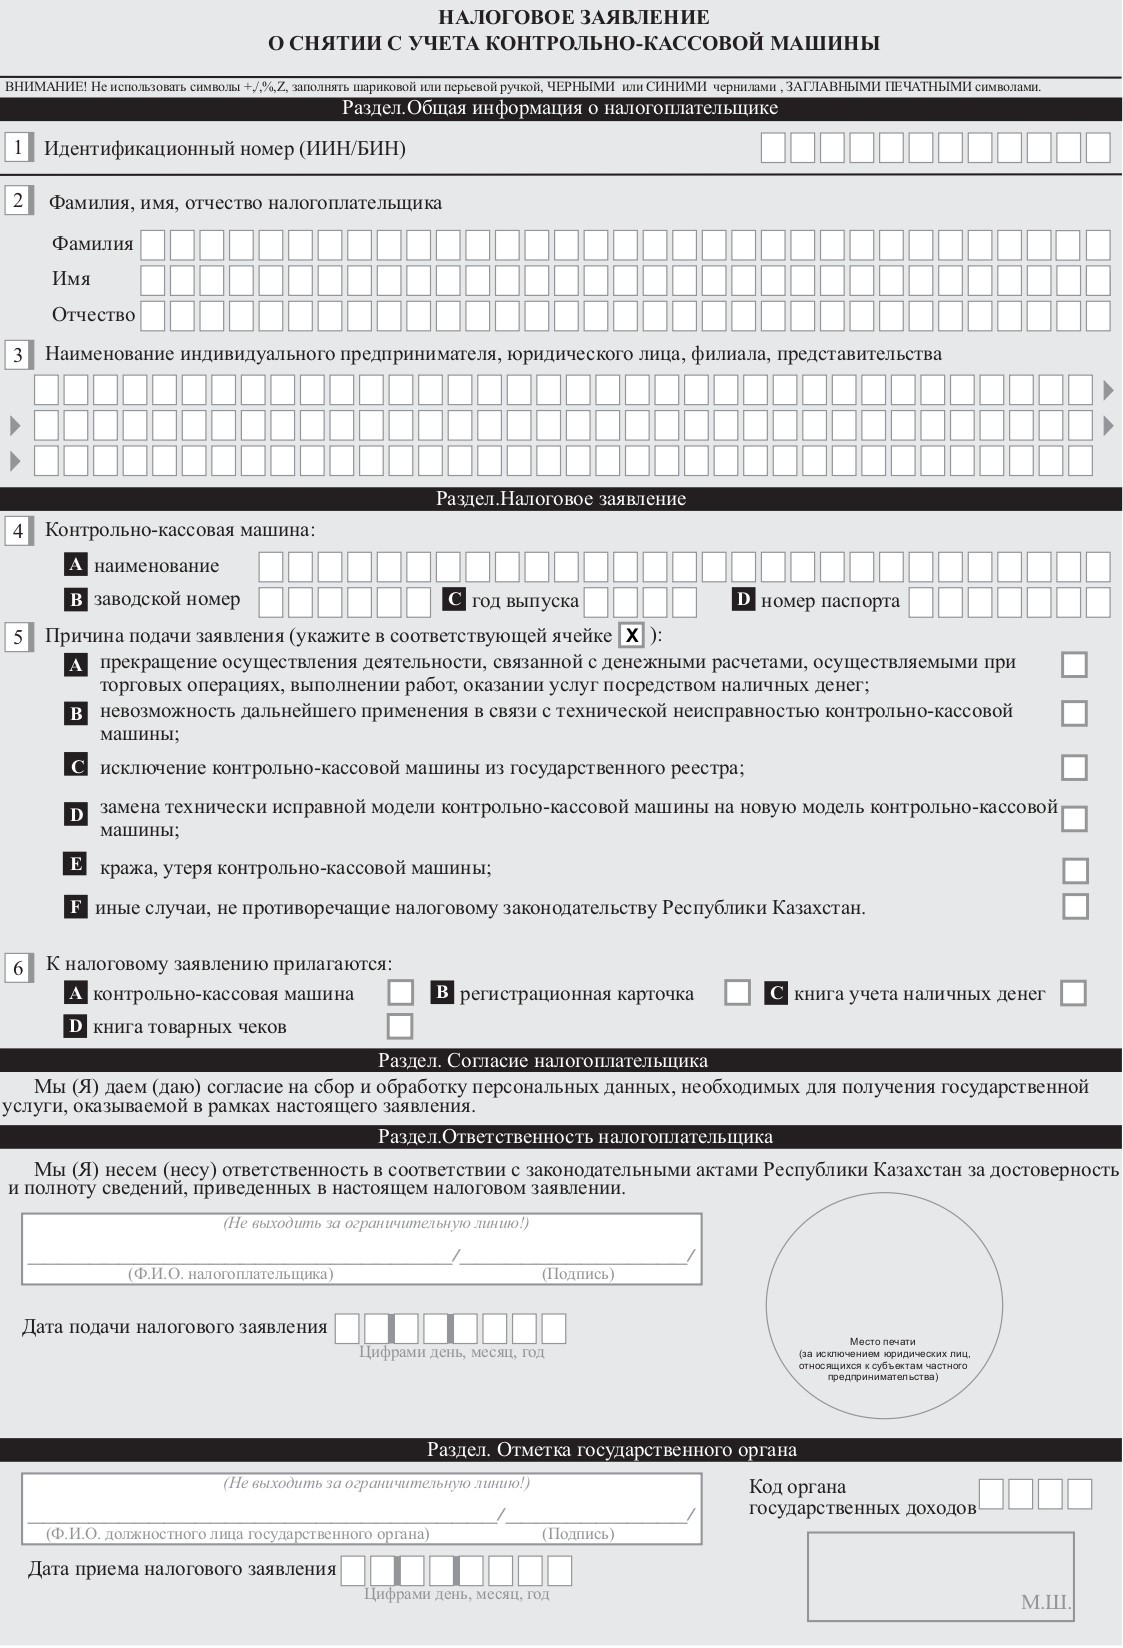 НАЛОГОВОЕ ЗАЯВЛЕНИЕ
О СНЯТИИ С УЧЕТА КОНТРОЛЬНО-КАССОВОЙ МАШИНЫ
ВНИМАНИЕ! Не использовать символы +,/,%,Z, заполнять шариковой или перьевой ручкой, ЧЕРНЫМИ или СИНИМИ чернилами , ЗАГЛАВНЫМИ ПЕЧАТНЫМИ символами.
Раздел.Общая информация о налогоплательщике
1 Идентификационный номер (ИИН/БИН)
2 Фамилия, имя, отчество налогоплательщика
Фамилия
Имя
Отчество
3 Наименование индивидуального предпринимателя, юридического лица, филиала, представительства
Раздел.Налоговое заявление
4 Контрольно-кассовая машина:
A наименование
B заводской номер C год выпуска D номер паспорта
5 Причина подачи заявления (укажите в соответствующей ячейке X ):
A прекращение осуществления деятельности, связанной с денежными расчетами, осуществляемыми при
торговых операциях, выполнении работ, оказании услуг посредством наличных денег;
B невозможность дальнейшего применения в связи с технической неисправностью контрольно-кассовой
машины;
C исключение контрольно-кассовой машины из государственного реестра;
D замена технически исправной модели контрольно-кассовой машины на новую модель контрольно-кассовой
машины;
E кража, утеря контрольно-кассовой машины;
F иные случаи, не противоречащие налоговому законодательству Республики Казахстан.
6 К налоговому заявлению прилагаются:
A контрольно-кассовая машина B регистрационная карточка C книга учета наличных денег
D книга товарных чеков
Раздел. Согласие налогоплательщика
Мы (Я) даем (даю) согласие на сбор и обработку персональных данных, необходимых для получения государственной
услуги, оказываемой в рамках настоящего заявления.
Раздел.Ответственность налогоплательщика
Мы (Я) несем (несу) ответственность в соответствии с законодательными актами Республики Казахстан за достоверность
и полноту сведений, приведенных в настоящем налоговом заявлении.
(Не выходить за ограничительную линию!)
/ /
(Ф.И.О. налогоплательщика) (Подпись)
Дата подачи налогового заявления
Цифрами день, месяц, год
Место печати
(за исключением юридических лиц,
относящихся к субъектам частного
предпринимательства)
Раздел. Отметка государственного органа
(Не выходить за ограничительную линию!)
/ /
(Ф.И.О. должностного лица государственного органа) (Подпись)
Код органа
государственных доходов
Дата приема налогового заявления
Цифрами день, месяц, год
М.Ш.